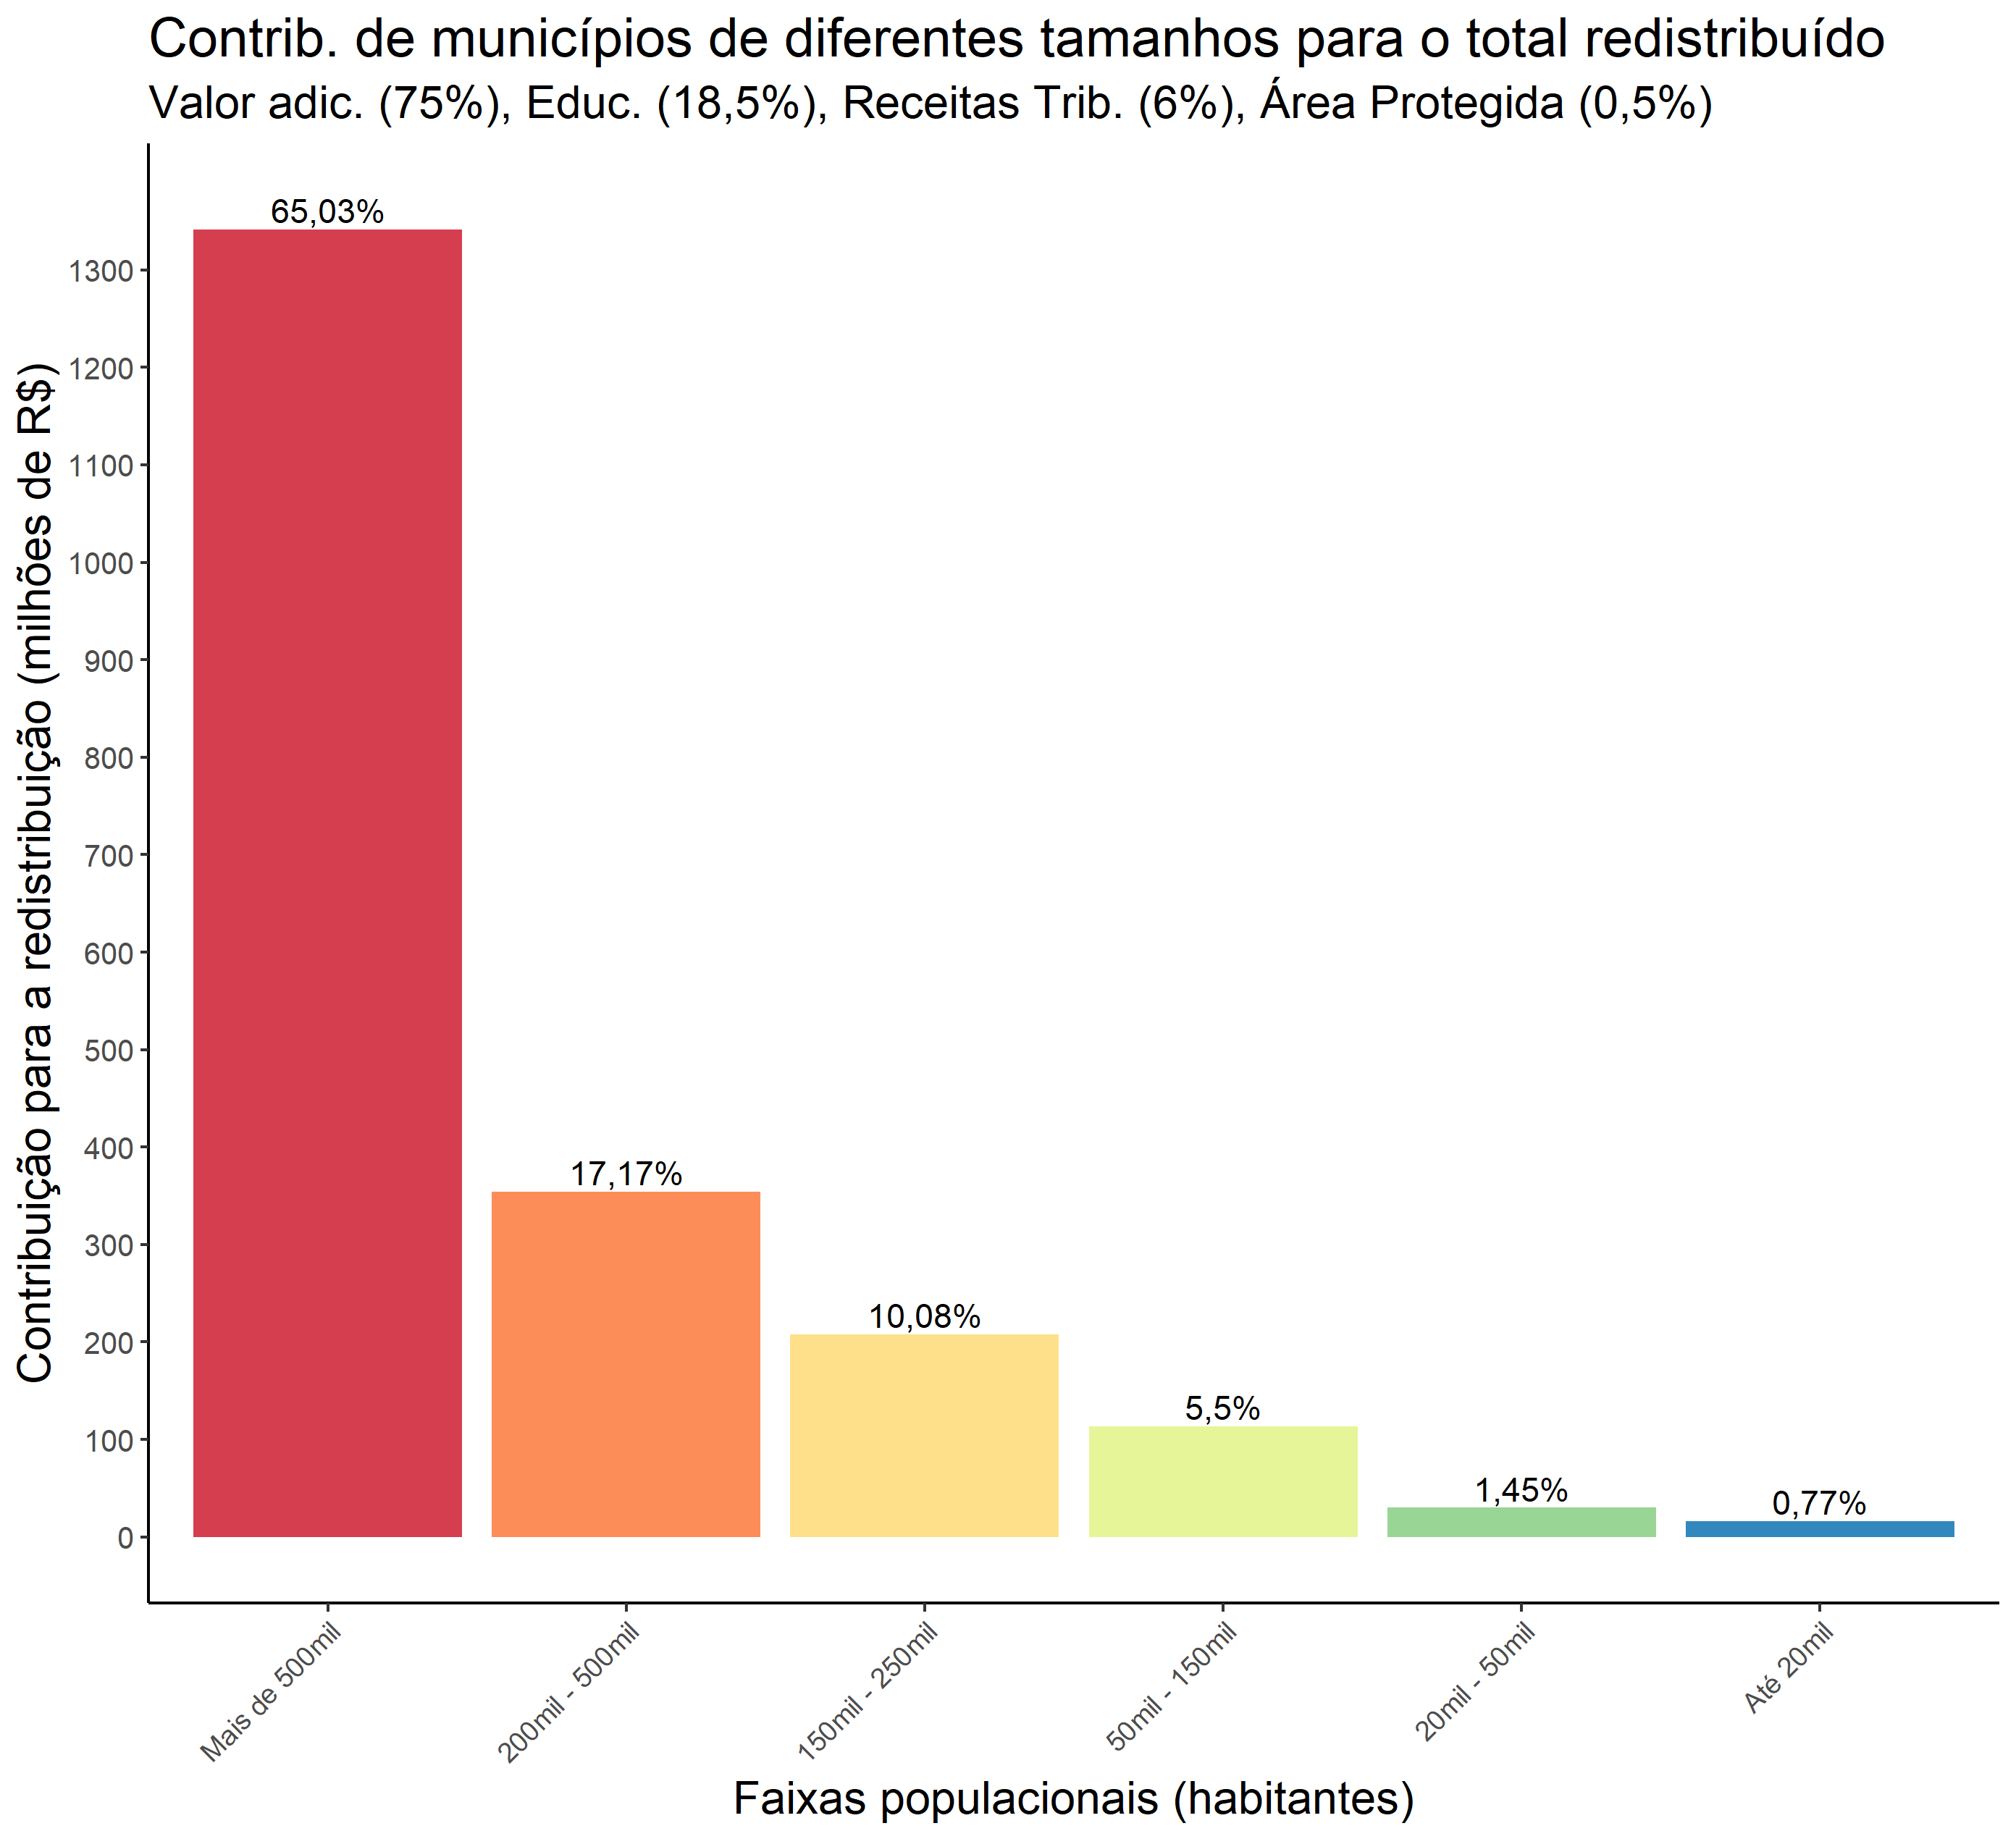 Contrib. de municípios de diferentes tamanhos para o total redistribuído
Valor adic. (75%), Educ. (18,5%), Receitas Trib. (6%), Área Protegida (0,5%)
Contribuição para a redistribuição (milhões de R$)
1300
1200
1100
1000
900
800
700
600
500
400
300
200
100
0
65,03%
17,17%
10,08%
5,5%
1,45%
0,77%
Mais de 500mil
200mil - 500mil
150mil - 250mil
50mil - 150mil
20mil - 50mil
Até 20mil
Faixas populacionais (habitantes)